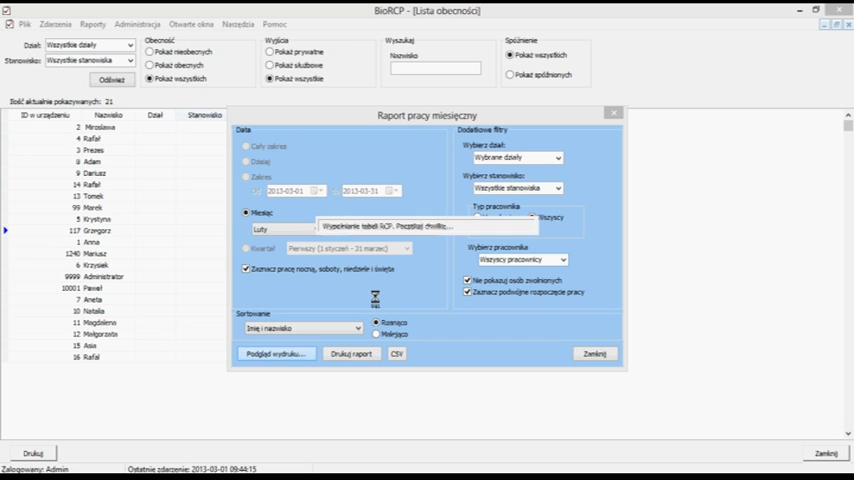 BioRCP - [Lista obecności]
Plik Zdarzenia Raporty Administracja Otwarte okna Narzędzia Pomoc
Dział: Wszystkie działy
Stanowisko: Wszystkie stanowiska
Odśwież
Obecność
Pokaż nieobecnych
Pokaż obecnych
Pokaż wszystkich
Wyjścia
Pokaż prywatne
Pokaż służbowe
Pokaż wszystkie
Wyszukaj
Nazwisko
Spóźnienie
Pokaż wszystkich
Pokaż spóźnionych
Ilość aktualnie pokazywanych: 21
ID w urządzeniu Nazwisko Dział Stanowisko
2 Mirosława
4 Rafał
3 Prezes
8 Adam
9 Dariusz
14 Rafał
13 Tomek
99 Marek
5 Krystyna
117 Grzegorz
1 Anna
1240 Mariusz
6 Krzysiek
9999 Administrator
10001 Paweł
7 Aneta
10 Natalia
11 Magdalena
12 Małgorzata
15 Asia
16 Rafal
Raport pracy miesięczny
Data
Cały zakres
Dzisiaj
Zakres
Od 2013-03-01 2013-03-31
Miesiąc
Luty
Wypełnianie tabeli RCP. Poczekaj chwilkę...
Kwartał Pierwszy (1 styczeń - 31 marzec)
Zaznacz pracę nocną, soboty, niedziele i święta
Dodatkowe filtry
Wybierz dział:
Wybrane działy
Wybierz stanowisko:
Wszystkie stanowiska
Typ pracownika
Wszyscy
Wybierz pracownika
Wszyscy pracownicy
Nie pokazuj osób zwolnionych
Zaznacz podwójne rozpoczęcie pracy
Sortowanie
Imię i nazwisko
Rosnąco
Malejąco
Podgląd wydruku... Drukuj raport CSV Zamknij
Drukuj Zamknij
Zalogowany: Admin Ostatnie zdarzenie: 2013-03-01 09:44:15